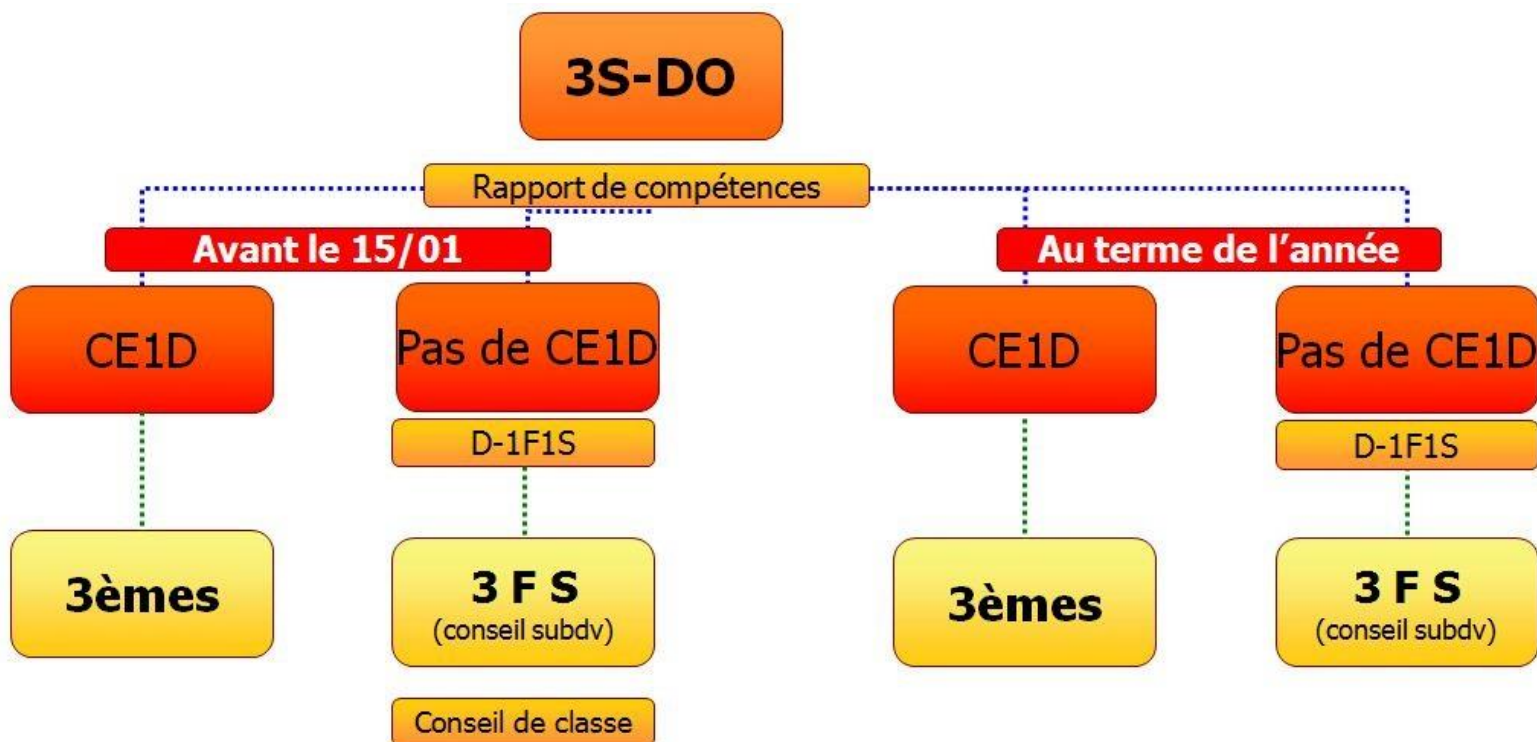 3S-DO
Rapport de compétences
Avant le 15/01
Au terme de l'année
CE1D
Pas de CE1D
CE1D
Pas de CE1D
D-1F1S
D-1F1S
3èmes
3 F S
(conseil subdv)
3èmes
3 F S
(conseil subdv)
Conseil de classe